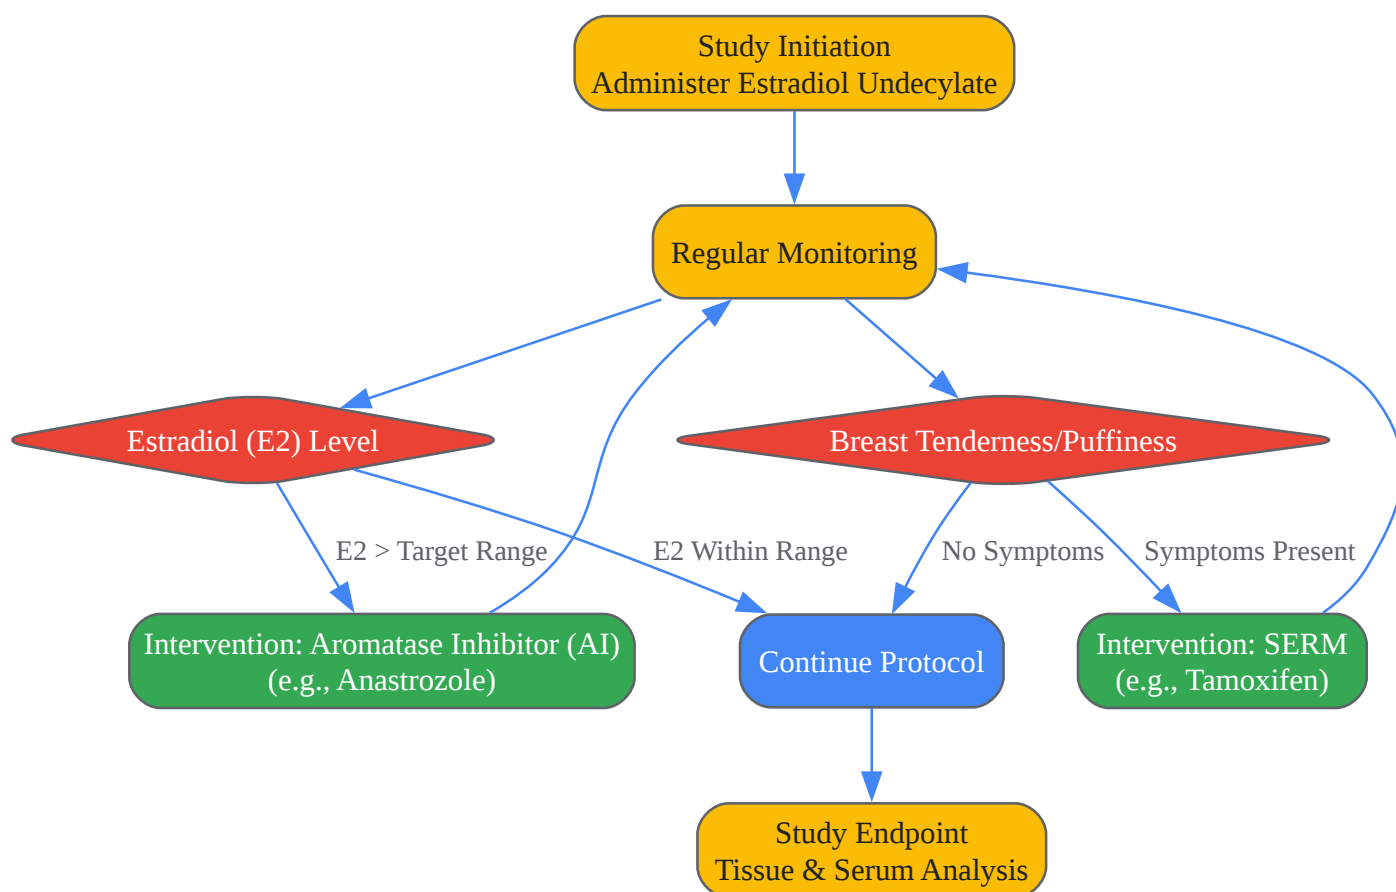 Study Initiation
Administer Estradiol Undecylate
Regular Monitoring
Estradiol (E2) Level
Breast Tenderness/Puffiness
E2 > Target Range
E2 Within Range
No Symptoms
Symptoms Present
Intervention: Aromatase Inhibitor (AI)
(e.g., Anastrozole)
Continue Protocol
Intervention: SERM
(e.g., Tamoxifen)
Study Endpoint
Tissue & Serum Analysis